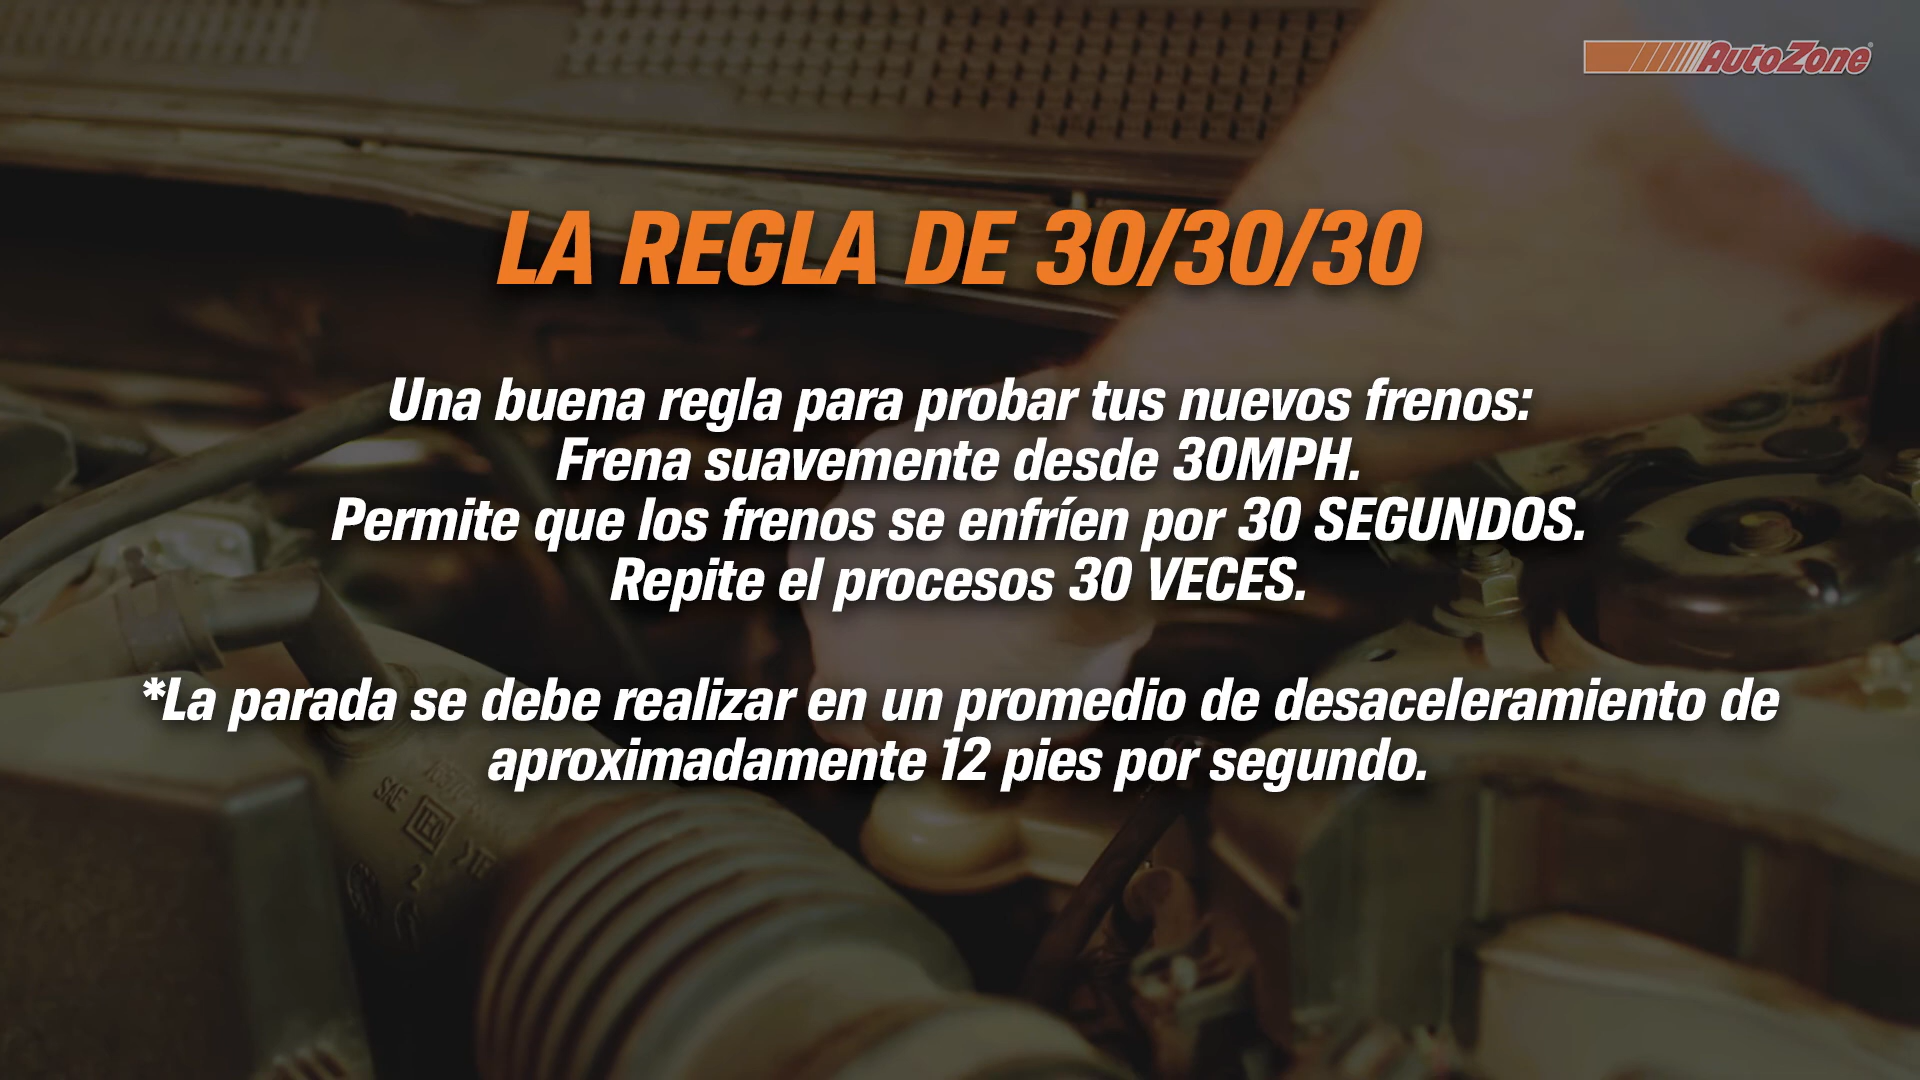 AutoZone
LA REGLA DE 30/30/30
Una buena regla para probar tus nuevos frenos:
Frena suavemente desde 30MPH.
Permite que los frenos se enfríen por 30 SEGUNDOS.
Repite el procesos 30 VECES.
*La parada se debe realizar en un promedio de desaceleramiento de
aproximadamente 12 pies por segundo.
SAE
2